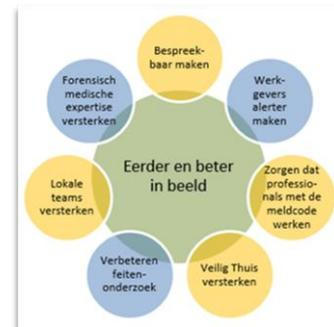 Bespreek-
baar maken
Werk-
gevers
alerter
maken
Zorgen dat
professio-
nals met de
meldcode
werken
Veilig Thuis
versterken
Verbeteren
feiten-
onderzoek
Lokale
teams
versterken
Forensisch
medische
expertise
versterken
Eerder en beter
in beeld